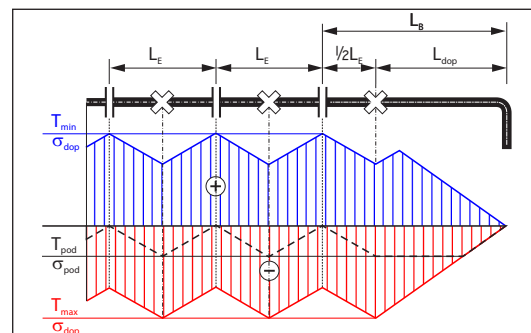 L_B
L_E L_E ½L_E L_dop
T_min
σ_dop
+
T_pod
σ_pod
−
T_max
σ_dop